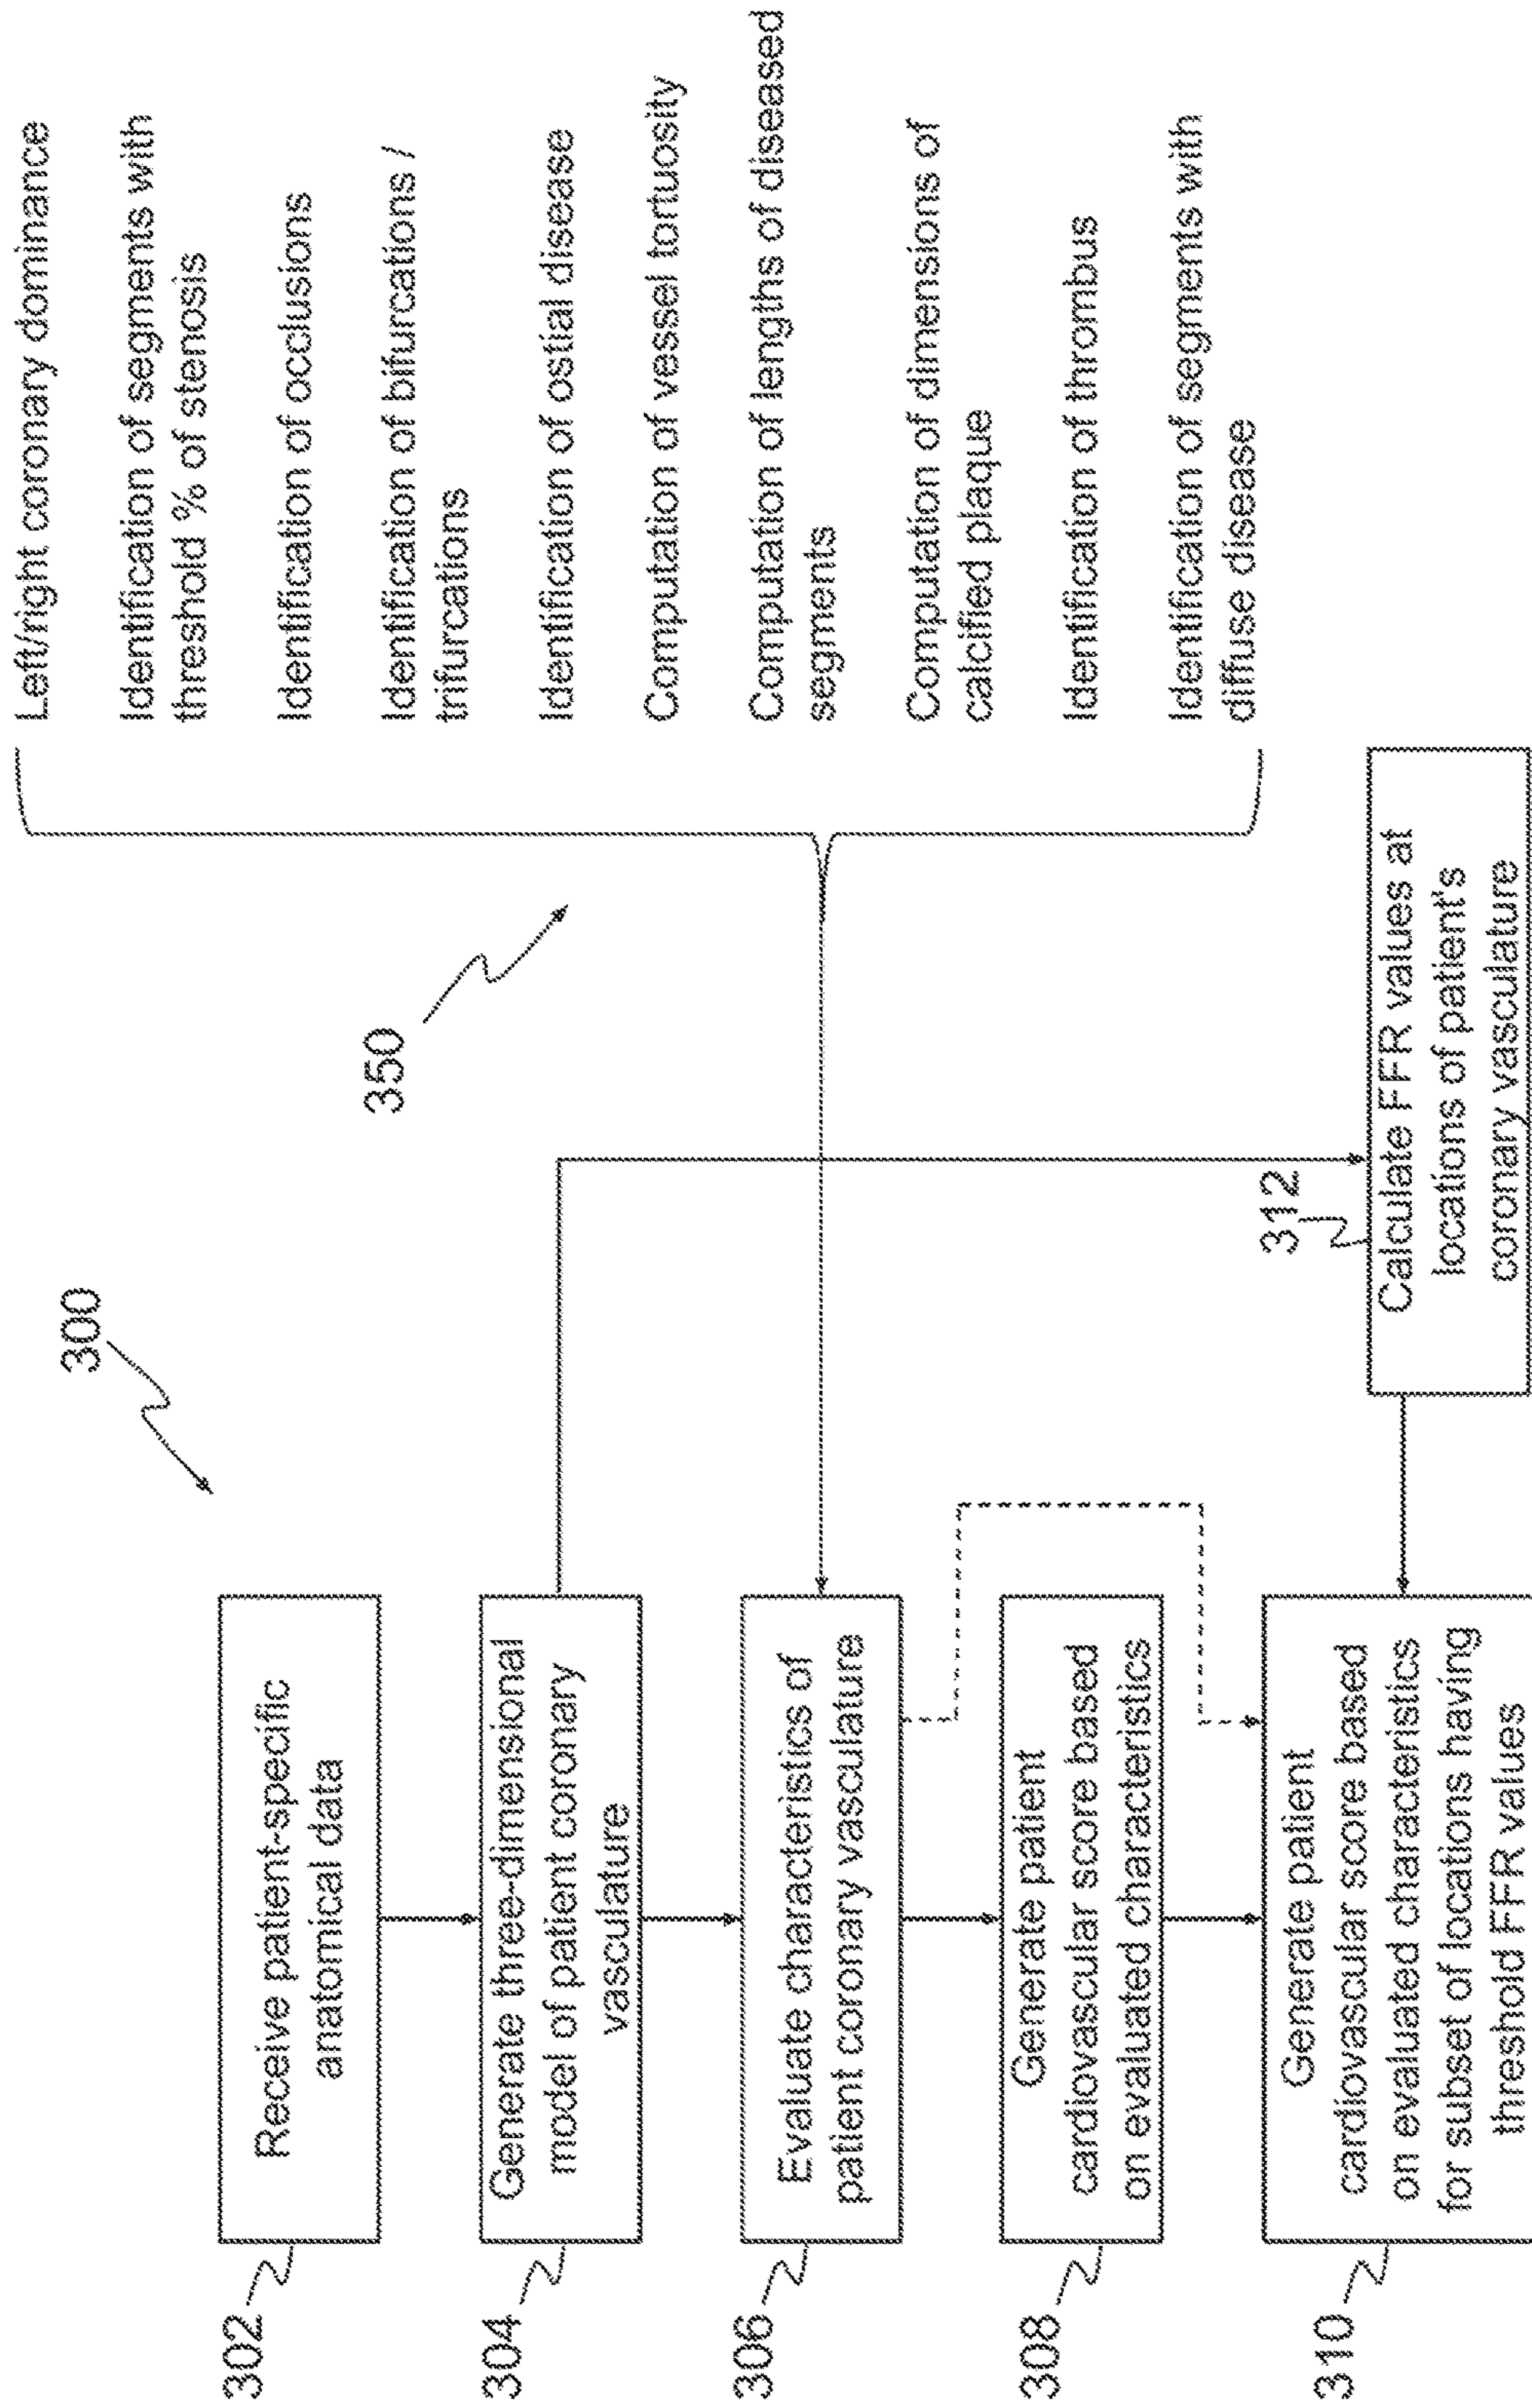 300
302
Receive patient-specific
anatomical data
304
Generate three-dimensional
model of patient coronary
vasculature
306
Evaluate characteristics of
patient coronary vasculature
308
Generate patient
cardiovascular score based
on evaluated characteristics
310
Generate patient
cardiovascular score based
on evaluated characteristics
for subset of locations having
threshold FFR values
312
Calculate FFR values at
locations of patient's
coronary vasculature
350
Left/right coronary dominance
Identification of segments with
threshold % of stenosis
Identification of occlusions
Identification of bifurcations /
trifurcations
Identification of ostial disease
Computation of vessel tortuosity
Computation of lengths of diseased
segments
Computation of dimensions of
calcified plaque
Identification of thrombus
Identification of segments with
diffuse disease